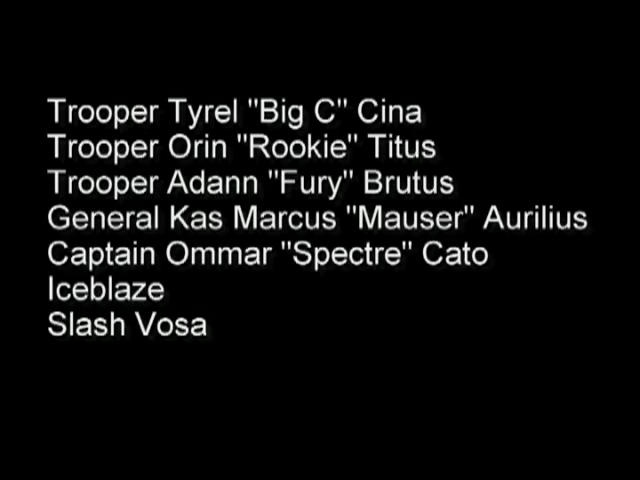 Trooper Tyrel "Big C" Cina
Trooper Orin "Rookie" Titus
Trooper Adann "Fury" Brutus
General Kas Marcus "Mauser" Aurilius
Captain Ommar "Spectre" Cato
Iceblaze
Slash Vosa